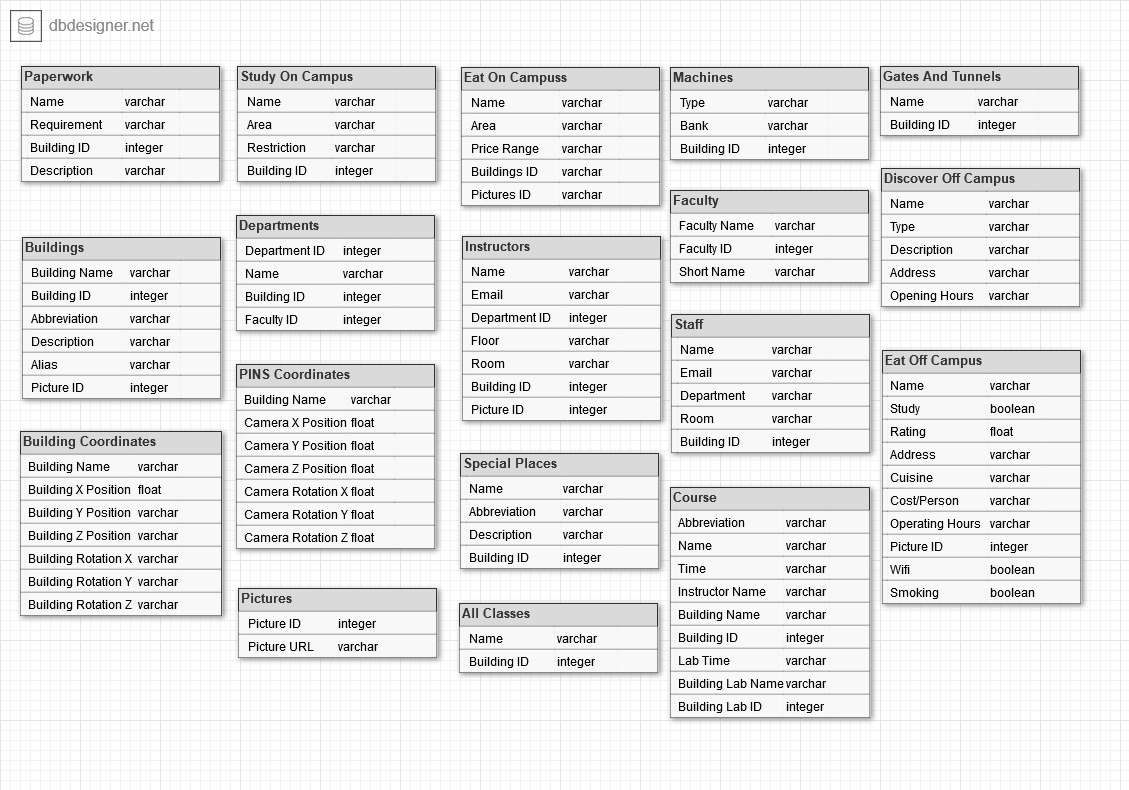 dbdesigner.net
Paperwork
Name varchar
Requirement varchar
Building ID integer
Description varchar
Buildings
Building Name varchar
Building ID integer
Abbreviation varchar
Description varchar
Alias varchar
Picture ID integer
Building Coordinates
Building Name varchar
Building X Position float
Building Y Position varchar
Building Z Position varchar
Building Rotation X varchar
Building Rotation Y varchar
Building Rotation Z varchar
Study On Campus
Name varchar
Area varchar
Restriction varchar
Building ID integer
Departments
Department ID integer
Name varchar
Building ID integer
Faculty ID integer
PINS Coordinates
Building Name varchar
Camera X Position float
Camera Y Position float
Camera Z Position float
Camera Rotation X float
Camera Rotation Y float
Camera Rotation Z float
Pictures
Picture ID integer
Picture URL varchar
Eat On Campuss
Name varchar
Area varchar
Price Range varchar
Buildings ID varchar
Pictures ID varchar
Instructors
Name varchar
Email varchar
Department ID integer
Floor varchar
Room varchar
Building ID integer
Picture ID integer
Special Places
Name varchar
Abbreviation varchar
Description varchar
Building ID integer
All Classes
Name varchar
Building ID integer
Machines
Type varchar
Bank varchar
Building ID integer
Faculty
Faculty Name varchar
Faculty ID integer
Short Name varchar
Staff
Name varchar
Email varchar
Department varchar
Room varchar
Building ID integer
Course
Abbreviation varchar
Name varchar
Time varchar
Instructor Name varchar
Building Name varchar
Building ID integer
Lab Time varchar
Building Lab Name varchar
Building Lab ID integer
Gates And Tunnels
Name varchar
Building ID integer
Discover Off Campus
Name varchar
Type varchar
Description varchar
Address varchar
Opening Hours varchar
Eat Off Campus
Name varchar
Study boolean
Rating float
Address varchar
Cuisine varchar
Cost/Person varchar
Operating Hours varchar
Picture ID integer
Wifi boolean
Smoking boolean